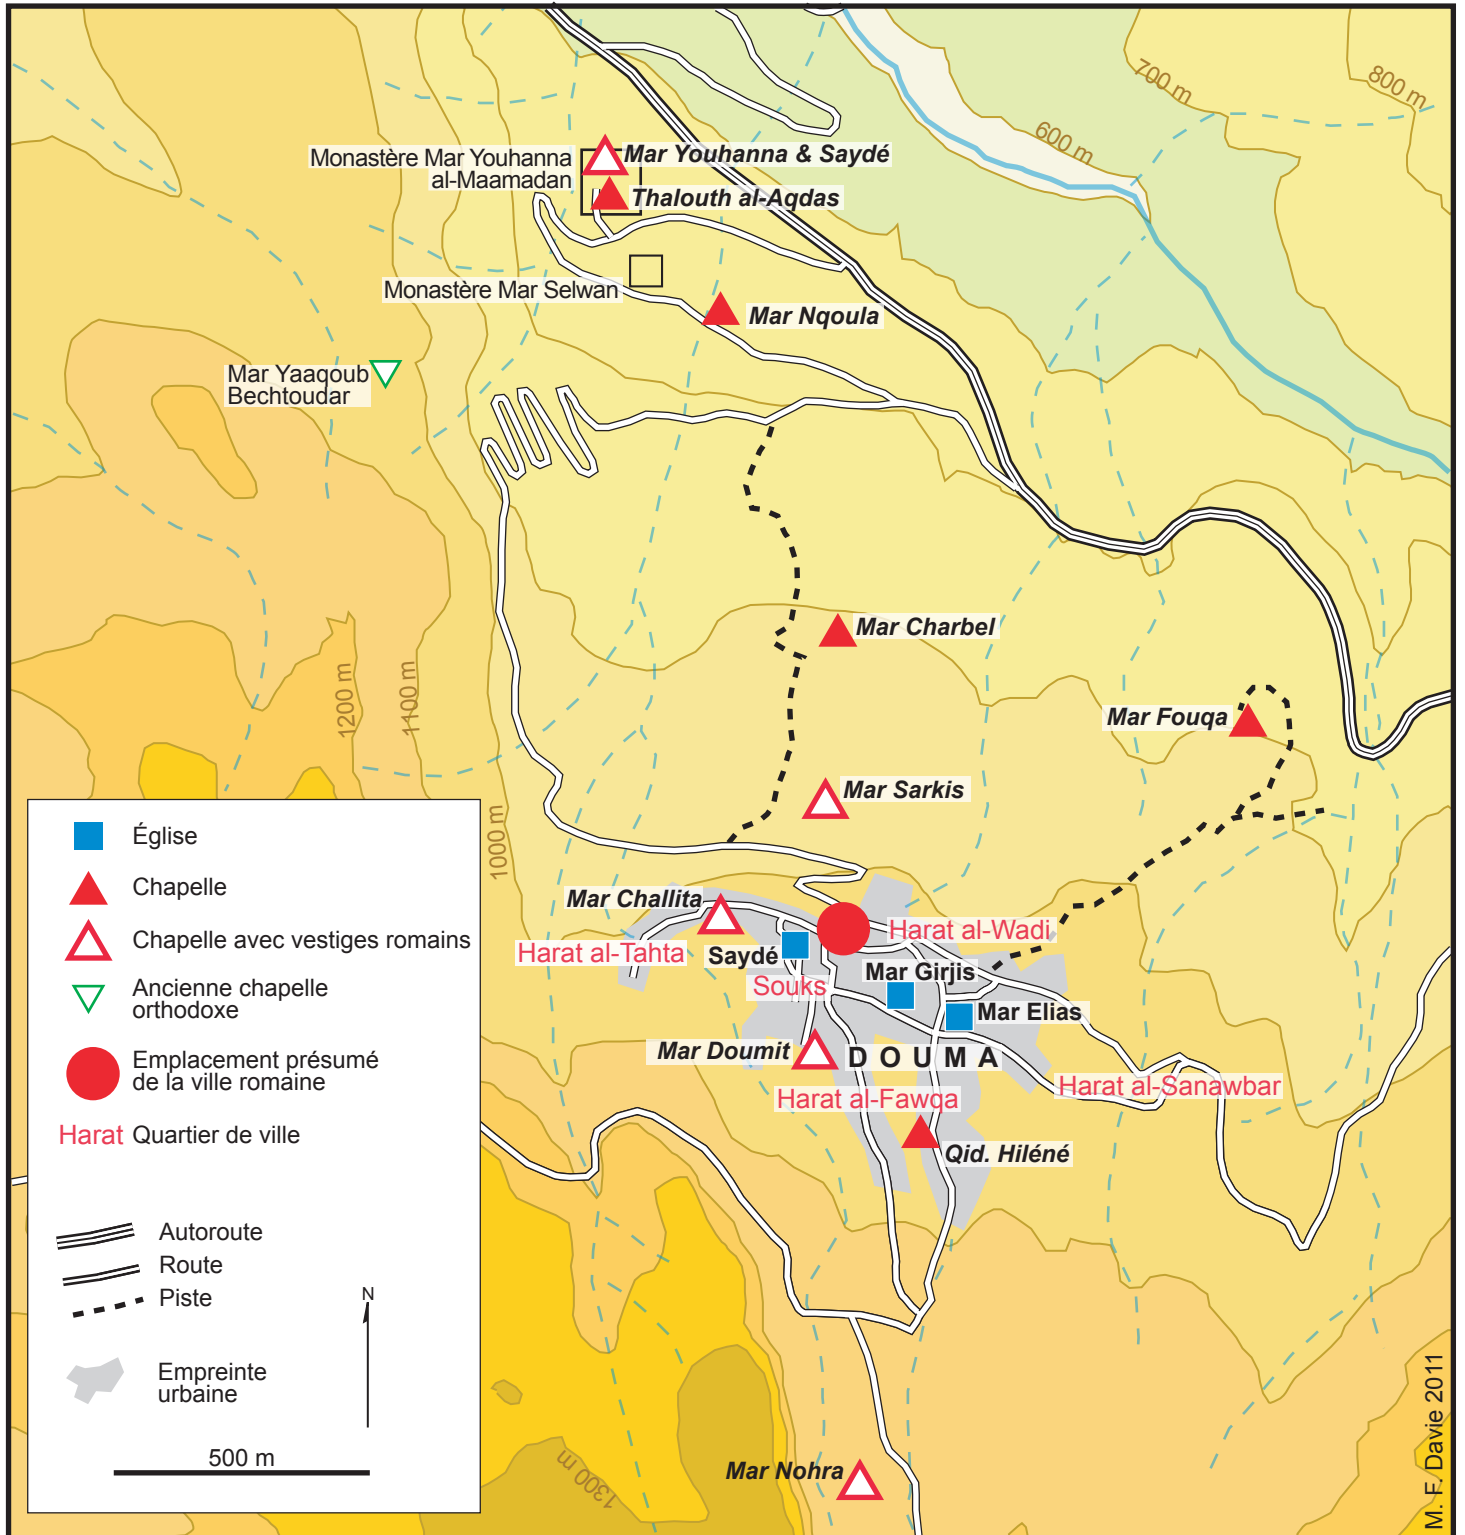 700 m
800 m
600 m
Monastère Mar Youhanna
al-Maamadan
Mar Youhanna & Saydé
Thalouth al-Aqdas
Monastère Mar Selwan
Mar Nqoula
Mar Yaaqoub
Bechtoudar
Mar Charbel
1200 m
1100 m
Mar Fouqa
Mar Sarkis
1000 m
Mar Challita
Harat al-Tahta
Saydé
Harat al-Wadi
Souks
Mar Girjis
Mar Elias
Mar Doumit
DOUMA
Harat al-Sanawbar
Harat al-Fawqa
Qid. Hiléné
Mar Nohra
1300 m
Église
Chapelle
Chapelle avec vestiges romains
Ancienne chapelle
orthodoxe
Emplacement présumé
de la ville romaine
Harat Quartier de ville
Autoroute
Route
Piste
N
Empreinte
urbaine
500 m
M. F. Davie 2011